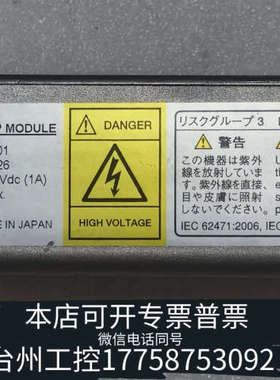 P MODULE
01
26
Vdc (1A)
x.
E IN JAPAN
DANGER
HIGH VOLTAGE
リスクグループ 3
警告
この機器は紫外
線を放射していま
す。紫外線を直接、
目や皮膚に照射
しないでください。
IEC 62471:2006, IEC
本店可开专票普票
微信电话同号
台州工控17758753092